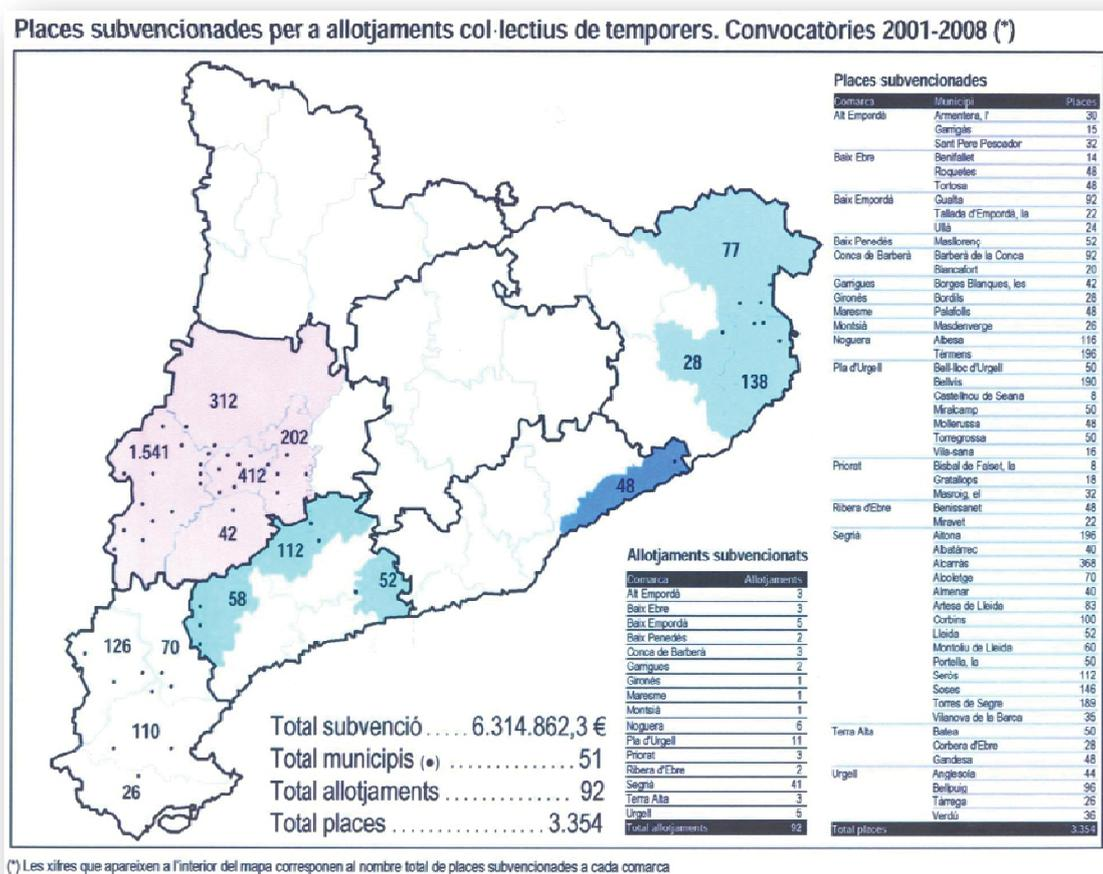 Places subvencionades per a allotjaments col·lectius de temporers. Convocatòries 2001-2008 (*)
77
28
138
312
1.541
202
412
42
48
112
52
58
126
70
110
26
Total subvenció ..... 6.314.862,3 €
Total municipis (•) ............... 51
Total allotjaments ................ 92
Total places ................... 3.354
Allotjaments subvencionats
Comarca Allotjaments
Alt Empordà 3
Baix Ebre 3
Baix Empordà 5
Baix Penedès 2
Conca de Barberà 3
Garrigues 2
Gironès 1
Maresme 1
Montsià 1
Noguera 6
Pla d'Urgell 11
Priorat 3
Ribera d'Ebre 2
Segrià 41
Terra Alta 3
Urgell 5
Total allotjaments 92
Places subvencionades
Comarca Municipi Places
Alt Empordà Armentera, l' 30
Garrigàs 15
Sant Pere Pescador 32
Baix Ebre Benifallet 14
Roquetes 48
Tortosa 48
Baix Empordà Gualta 92
Tallada d'Empordà, la 22
Ullà 24
Baix Penedès Masllorenç 52
Conca de Barberà Barberà de la Conca 92
Blancafort 20
Garrigues Borges Blanques, les 42
Gironès Bordils 28
Maresme Palafolls 48
Montsià Masdenverge 26
Noguera Albesa 116
Térmens 196
Pla d'Urgell Bell-lloc d'Urgell 50
Bellvís 190
Castellnou de Seana 8
Miralcamp 50
Mollerussa 48
Torregrossa 50
Vila-sana 16
Priorat Bisbal de Falset, la 8
Gratallops 18
Masroig, el 32
Ribera d'Ebre Benissanet 48
Miravet 22
Segrià Aitona 196
Albatàrrec 40
Alcarràs 368
Alcoletge 70
Almenar 40
Artesa de Lleida 83
Corbins 100
Lleida 52
Montoliu de Lleida 60
Portella, la 50
Seròs 112
Soses 146
Torres de Segre 189
Vilanova de la Barca 35
Terra Alta Batea 50
Corbera d'Ebre 28
Gandesa 48
Urgell Anglesola 44
Bellpuig 96
Tàrrega 26
Verdú 36
Total places 3.354
(*) Les xifres que apareixen a l'interior del mapa corresponen al nombre total de places subvencionades a cada comarca